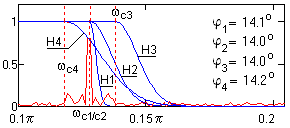 ωc3
1
H4
H3
φ1= 14.1°
φ2= 14.0°
φ3= 14.0°
φ4= 14.2°
0.5
ωc4
H1
H2
0
0.1π
ωc1/c2
0.15π
0.2